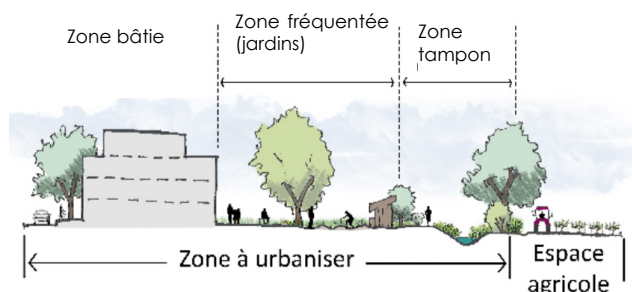 Zone bâtie
Zone fréquentée
(jardins)
Zone
tampon
Zone à urbaniser
Espace
agricole